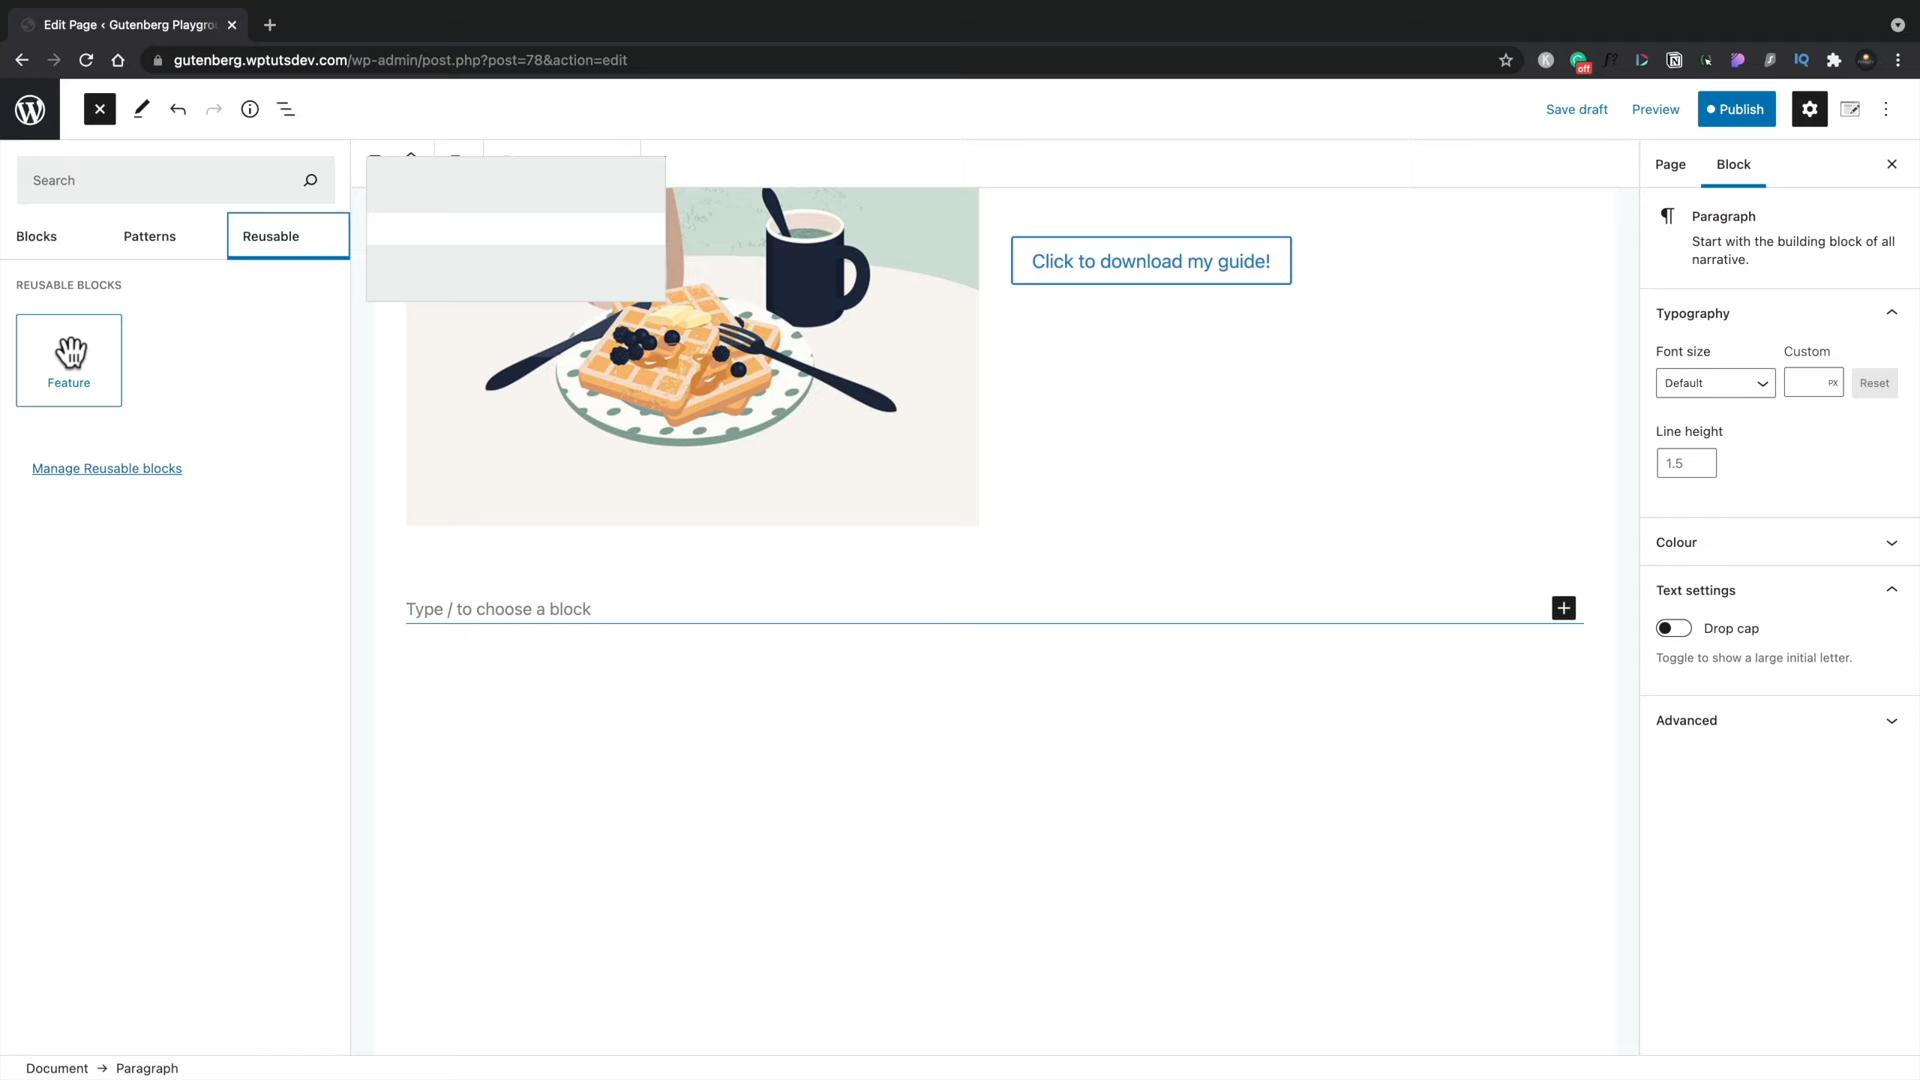 Edit Page ‹ Gutenberg Playgro
gutenberg.wptutsdev.com/wp-admin/post.php?post=78&action=edit
off
Save draft
Preview
Publish
Search
Blocks
Patterns
Reusable
REUSABLE BLOCKS
Feature
Manage Reusable blocks
Click to download my guide!
Type / to choose a block
Page
Block
Paragraph
Start with the building block of all
narrative.
Typography
Font size
Custom
Default
PX
Reset
Line height
1.5
Colour
Text settings
Drop cap
Toggle to show a large initial letter.
Advanced
Document → Paragraph